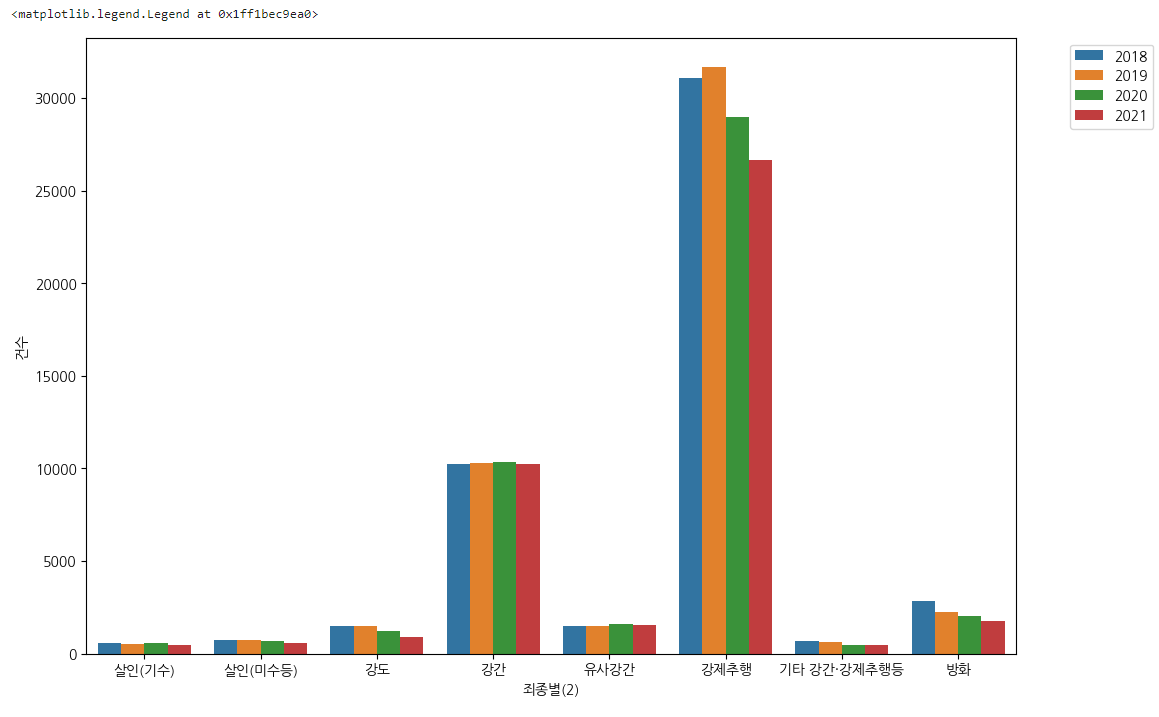 <matplotlib.legend.Legend at 0x1ff1bec9ea0>
2018
2019
2020
2021
30000
25000
20000
15000
10000
5000
0
건수
살인(기수) 살인(미수등) 강도 강간 유사강간 강제추행 기타 강간·강제추행등 방화
죄종별(2)